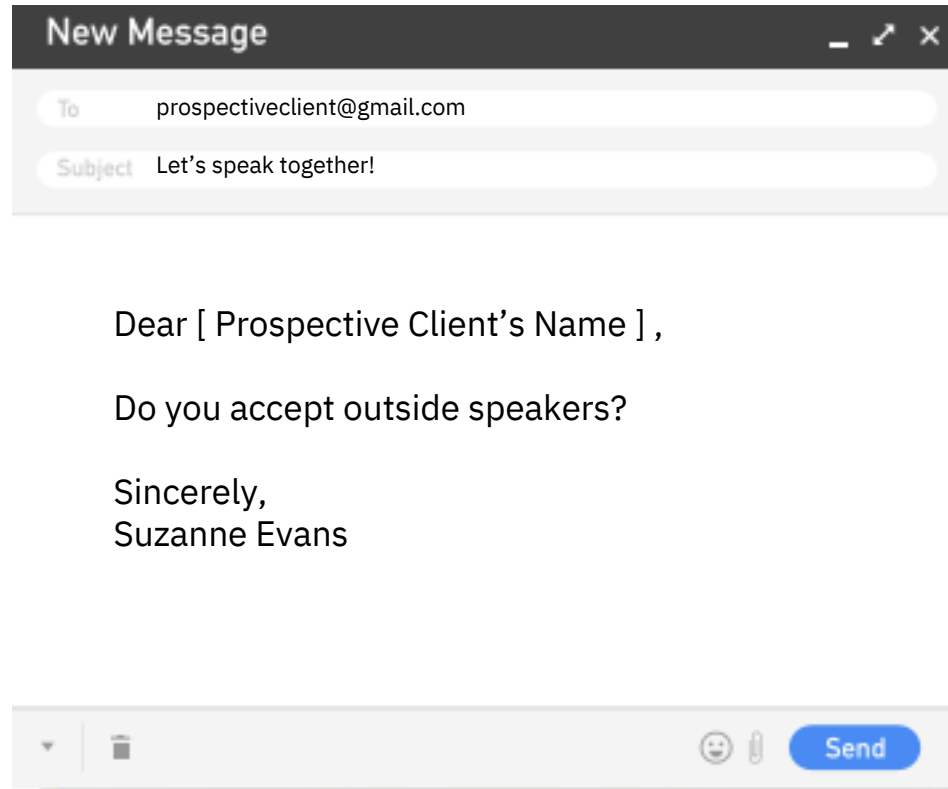 New Message
To prospectiveclient@gmail.com
Subject Let’s speak together!
Dear [ Prospective Client’s Name ] ,
Do you accept outside speakers?
Sincerely,
Suzanne Evans
Send